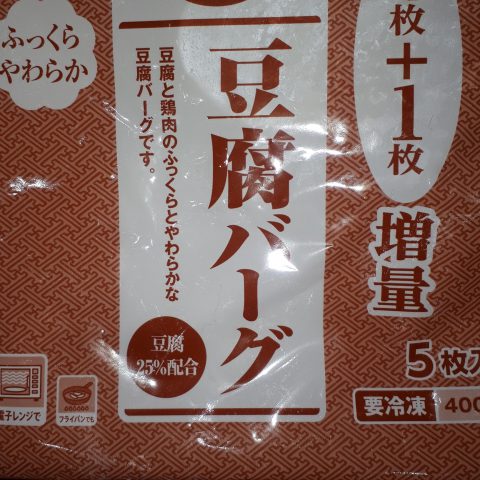 ふっくら
やわらか
豆腐バーグ
豆腐と鶏肉のふっくらとやわらかな
豆腐バーグです。
豆腐
25%配合
枚+1枚
増量
5枚入
要冷凍
400
電子レンジで
フライパンでも